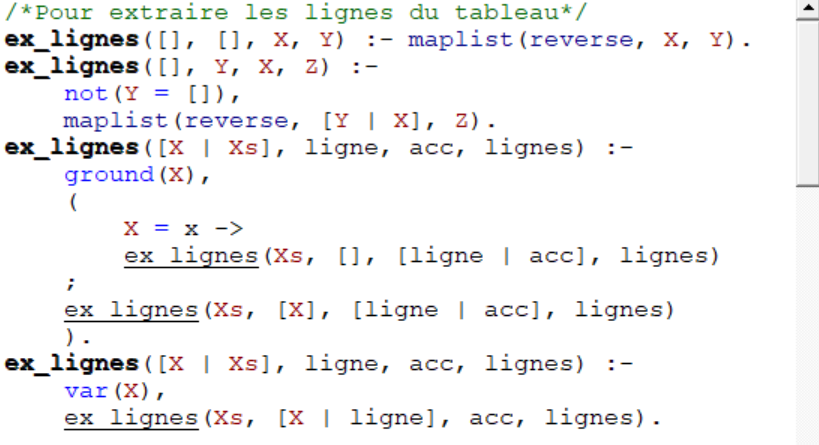 /*Pour extraire les lignes du tableau*/
ex_lignes([], [], X, Y) :- maplist(reverse, X, Y).
ex_lignes([], Y, X, Z) :-
    not(Y = []),
    maplist(reverse, [Y | X], Z).
ex_lignes([X | Xs], ligne, acc, lignes) :-
    ground(X),
    (
        X = x ->
        ex_lignes(Xs, [], [ligne | acc], lignes)
    ;
    ex_lignes(Xs, [X], [ligne | acc], lignes)
    ).
ex_lignes([X | Xs], ligne, acc, lignes) :-
    var(X),
    ex_lignes(Xs, [X | ligne], acc, lignes).